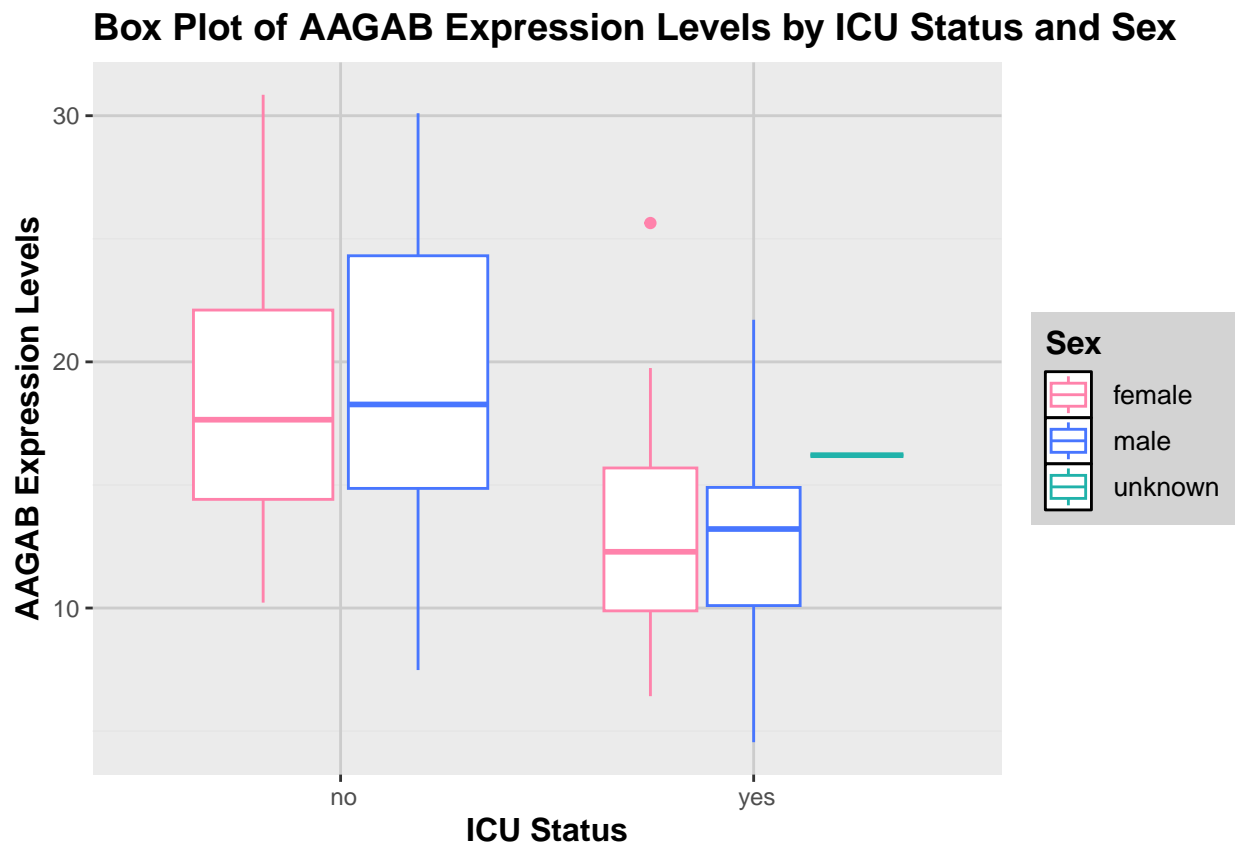 Box Plot of AAGAB Expression Levels by ICU Status and Sex
AAGAB Expression Levels
30
20
10
no
yes
ICU Status
Sex
female
male
unknown